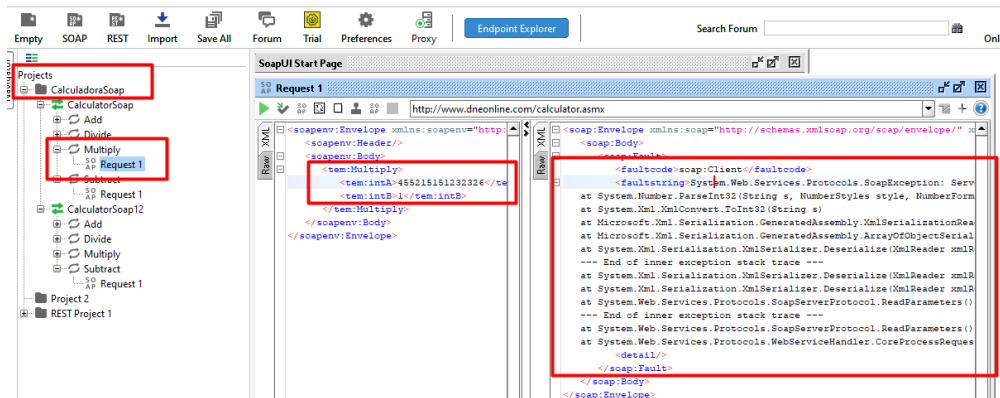 Empty SOAP REST Import Save All Forum Trial Preferences Proxy Endpoint Explorer Search Forum Onl
Projects
CalculadoraSoap
CalculatorSoap
Add
Divide
Multiply
Request 1
Subtract
Request 1
CalculatorSoap12
Add
Divide
Multiply
Subtract
Request 1
Project 2
REST Project 1
SoapUI Start Page
Request 1
http://www.dneonline.com/calculator.asmx
XML
Raw
<soapenv:Envelope xmlns:soapenv="http:
<soapenv:Header/>
<soapenv:Body>
<tem:Multiply>
<tem:intA>455215151232326</te
<tem:intB>1</tem:intB>
</tem:Multiply>
</soapenv:Body>
</soapenv:Envelope>
XML
Raw
<soap:Envelope xmlns:soap="http://schemas.xmlsoap.org/soap/envelope/" x
<soap:Body>
<soap:Fault>
<faultcode>soap:Client</faultcode>
<faultstring>System.Web.Services.Protocols.SoapException: Serv
at System.Number.ParseInt32(String s, NumberStyles style, NumberForm
at System.Xml.XmlConvert.ToInt32(String s)
at Microsoft.Xml.Serialization.GeneratedAssembly.XmlSerializationRea
at Microsoft.Xml.Serialization.GeneratedAssembly.ArrayOfObjectSerial
at System.Xml.Serialization.XmlSerializer.Deserialize(XmlReader xmlR
--- End of inner exception stack trace ---
at System.Xml.Serialization.XmlSerializer.Deserialize(XmlReader xmlR
at System.Xml.Serialization.XmlSerializer.Deserialize(XmlReader xmlR
at System.Web.Services.Protocols.SoapServerProtocol.ReadParameters()
--- End of inner exception stack trace ---
at System.Web.Services.Protocols.SoapServerProtocol.ReadParameters()
at System.Web.Services.Protocols.WebServiceHandler.CoreProcessReques
<detail/>
</soap:Fault>
</soap:Body>
</soap:Envelope>